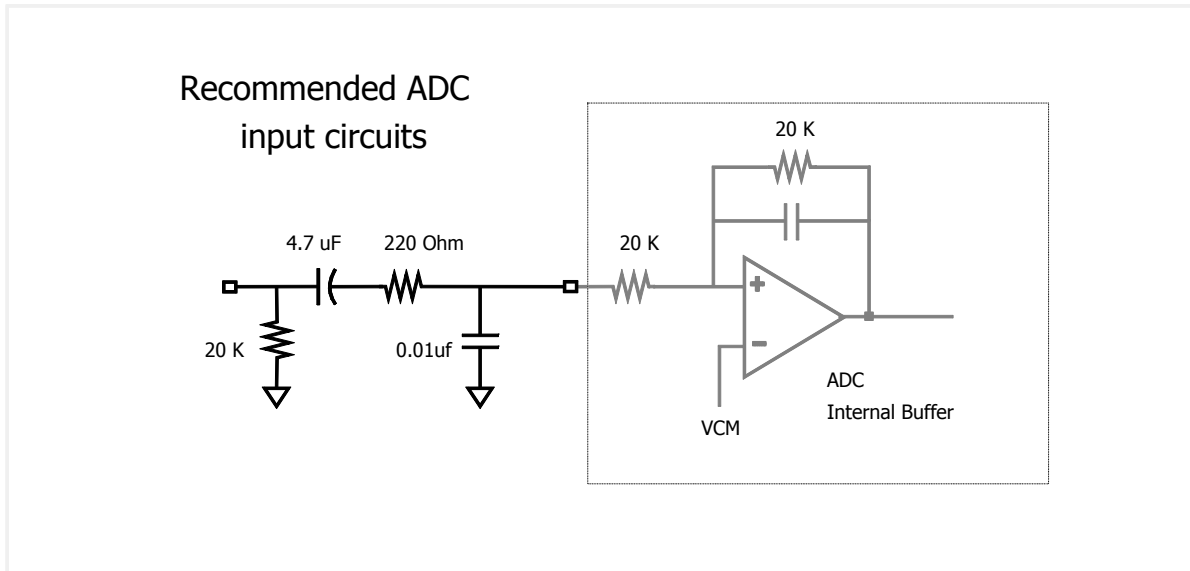 Recommended ADC
input circuits
20 K
4.7 uF
220 Ohm
20 K
20 K
0.01uf
+
-
ADC
Internal Buffer
VCM